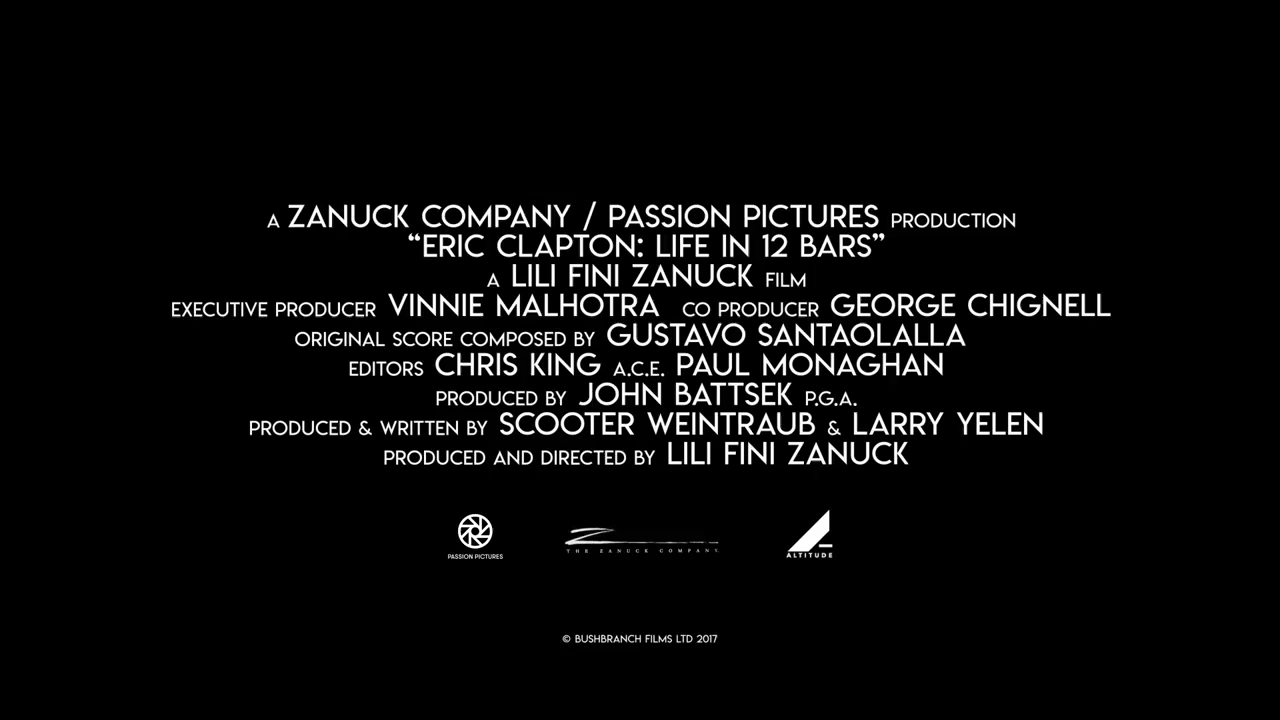 A ZANUCK COMPANY / PASSION PICTURES PRODUCTION
“ERIC CLAPTON: LIFE IN 12 BARS”
A LILI FINI ZANUCK FILM
EXECUTIVE PRODUCER VINNIE MALHOTRA CO PRODUCER GEORGE CHIGNELL
ORIGINAL SCORE COMPOSED BY GUSTAVO SANTAOLALLA
EDITORS CHRIS KING A.C.E. PAUL MONAGHAN
PRODUCED BY JOHN BATTSEK P.G.A.
PRODUCED & WRITTEN BY SCOOTER WEINTRAUB & LARRY YELEN
PRODUCED AND DIRECTED BY LILI FINI ZANUCK
PASSION PICTURES
THE ZANUCK COMPANY
ALTITUDE
© BUSHBRANCH FILMS LTD 2017